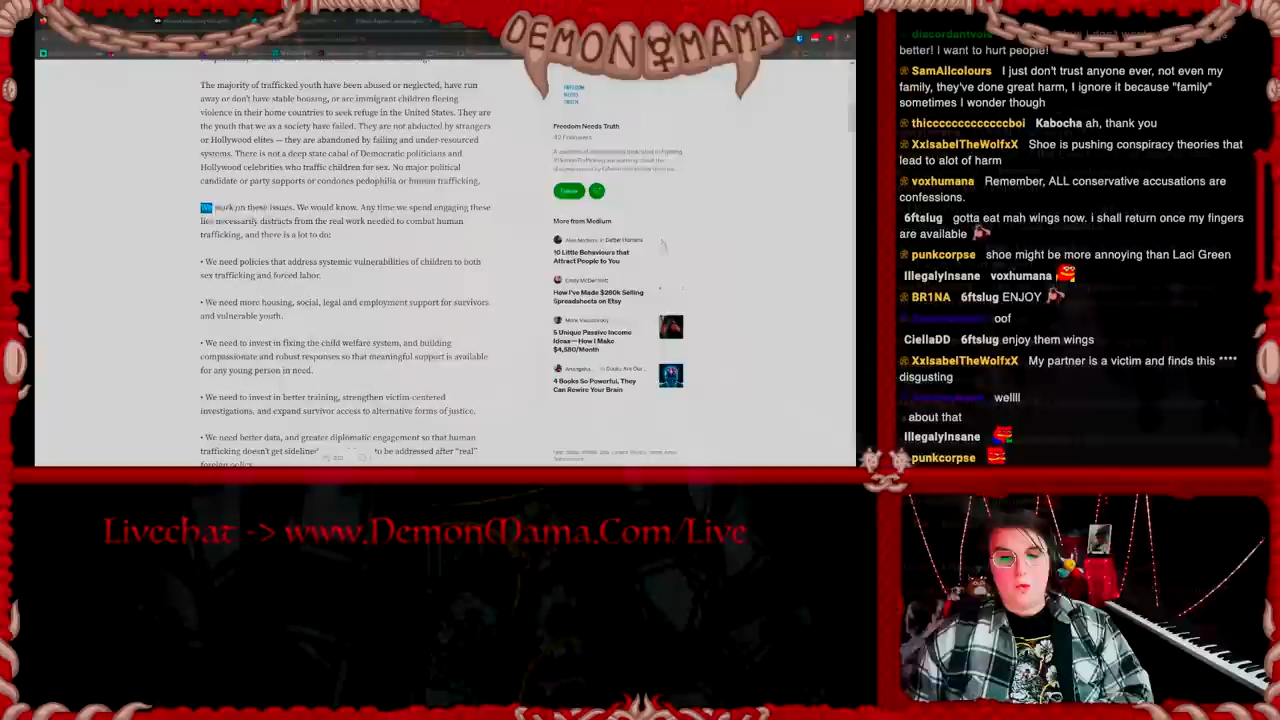 DEMON MAMA
The majority of trafficked youth have been abused or neglected, have run
away or don't have stable housing, or are immigrant children fleeing
violence in their home countries to seek refuge in the United States. They
are the youth that we as a society have failed. They are not abducted by strangers
or Hollywood elites — they are abandoned by failing and under-resourced
systems. There is not a deep state cabal of Democratic politicians and
Hollywood celebrities who traffic children for sex. No major political
candidate or party supports or condones pedophilia or human trafficking.
We work on these issues. We would know. Any time we spend engaging these
lies necessarily distracts from the real work needed to combat human
trafficking, and there is a lot to do:
• We need policies that address systemic vulnerabilities of children to both
sex trafficking and forced labor.
• We need more housing, social, legal and employment support for survivors
and vulnerable youth.
• We need to invest in fixing the child welfare system, and building
compassionate and robust responses so that meaningful support is available
for any young person in need.
• We need to invest in better training, strengthen victim-centered
investigations, and expand survivor access to alternative forms of justice.
• We need better data, and greater diplomatic engagement so that human
trafficking doesn't get sidelined to be addressed after "real"
foreign policy
FREEDOM
NEEDS
TRUTH
Freedom Needs Truth
42 Followers
Follow
More from Medium
in Better Humans
10 Little Behaviours that
Attract People to You
How I've Made $260k Selling
Spreadsheets on Etsy
5 Unique Passive Income
Ideas — How I Make
$4,580/Month
4 Books So Powerful, They
Can Rewire Your Brain
discordantvois
better! I want to hurt people!
SamAllcolours I just don't trust anyone ever, not even my
family, they've done great harm, I ignore it because "family"
sometimes I wonder though
thicccccccccccccboi Kabocha ah, thank you
XxIsabelTheWolfxX Shoe is pushing conspiracy theories that
lead to alot of harm
voxhumana Remember, ALL conservative accusations are
confessions.
6ftslug gotta eat mah wings now. i shall return once my fingers
are available
punkcorpse shoe might be more annoying than Laci Green
IllegalyInsane voxhumana
BR1NA 6ftslug ENJOY
oof
CiellaDD 6ftslug enjoy them wings
XxIsabelTheWolfxX My partner is a victim and finds this ****
disgusting
wellll
about that
IllegalyInsane
punkcorpse
Livechat -> www.DemonMama.Com/Live